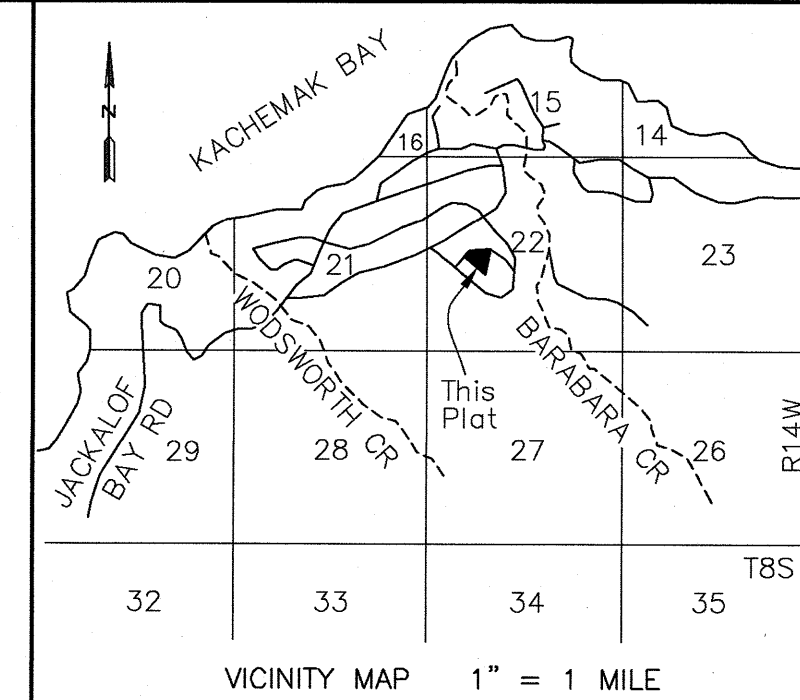 KACHEMAK BAY
N
15
16
14
22
23
21
20
WODSWORTH CR
BARABARA CR
This
Plat
JACKALOF
BAY RD
29
28
27
26
R14W
T8S
32
33
34
35
VICINITY MAP 1" = 1 MILE